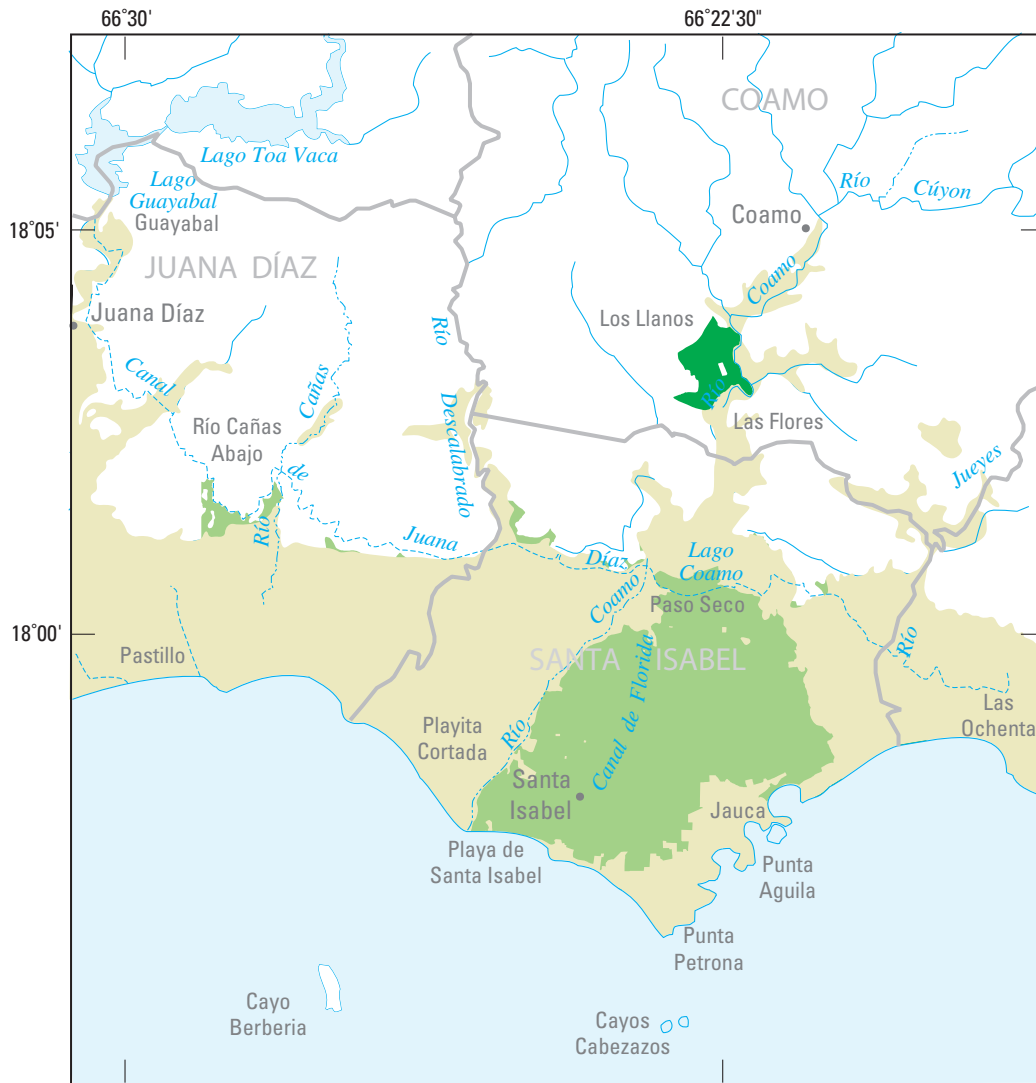 66°30'
66°22'30"
COAMO
Lago Toa Vaca
Lago
Guayabal
Guayabal
Río
Cúyon
18°05'
Coamo
JUANA DÍAZ
Coamo
Juana Díaz
Río
Los Llanos
Canal
Cañas
Río
Descalabrado
Río Cañas
Abajo
Las Flores
de
Jueyes
Río
Juana
Díaz
Lago
Coamo
Coamo
Paso Seco
18°00'
Pastillo
SANTA ISABEL
Río
Canal de Florida
Las
Ochenta
Playita
Cortada
Río
Santa
Isabel
Jauca
Playa de
Santa Isabel
Punta
Aguila
Punta
Petrona
Cayo
Berberia
Cayos
Cabezazos